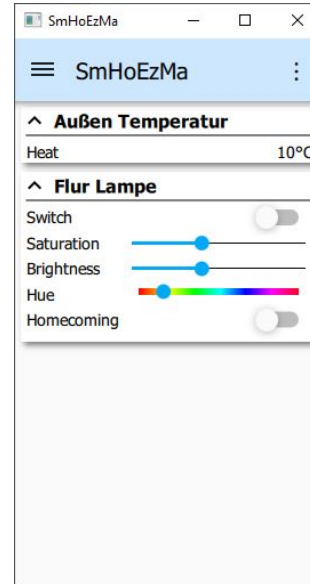 SmHoEzMa
SmHoEzMa
Außen Temperatur
Heat 10°C
Flur Lampe
Switch
Saturation
Brightness
Hue
Homecoming